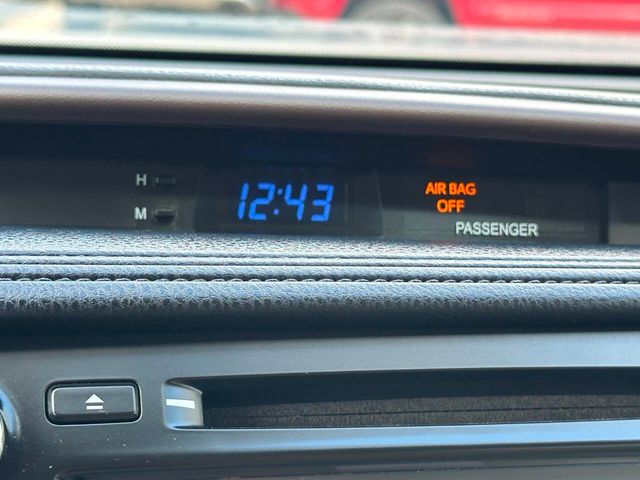 H
M
12:43
AIR BAG
OFF
PASSENGER